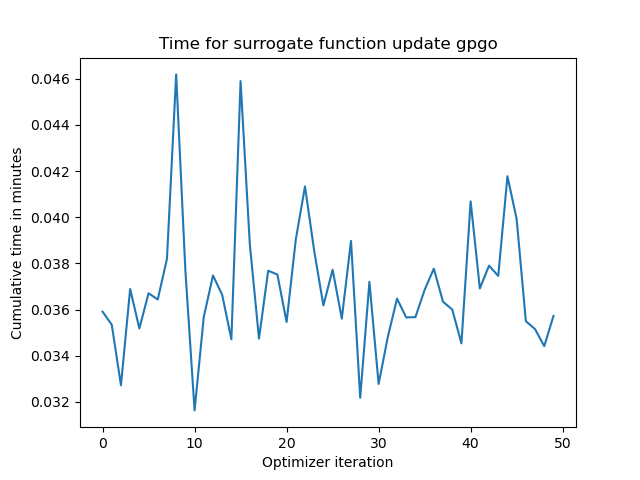 Time for surrogate function update gpgo
Cumulative time in minutes
0.046
0.044
0.042
0.040
0.038
0.036
0.034
0.032
0 10 20 30 40 50
Optimizer iteration